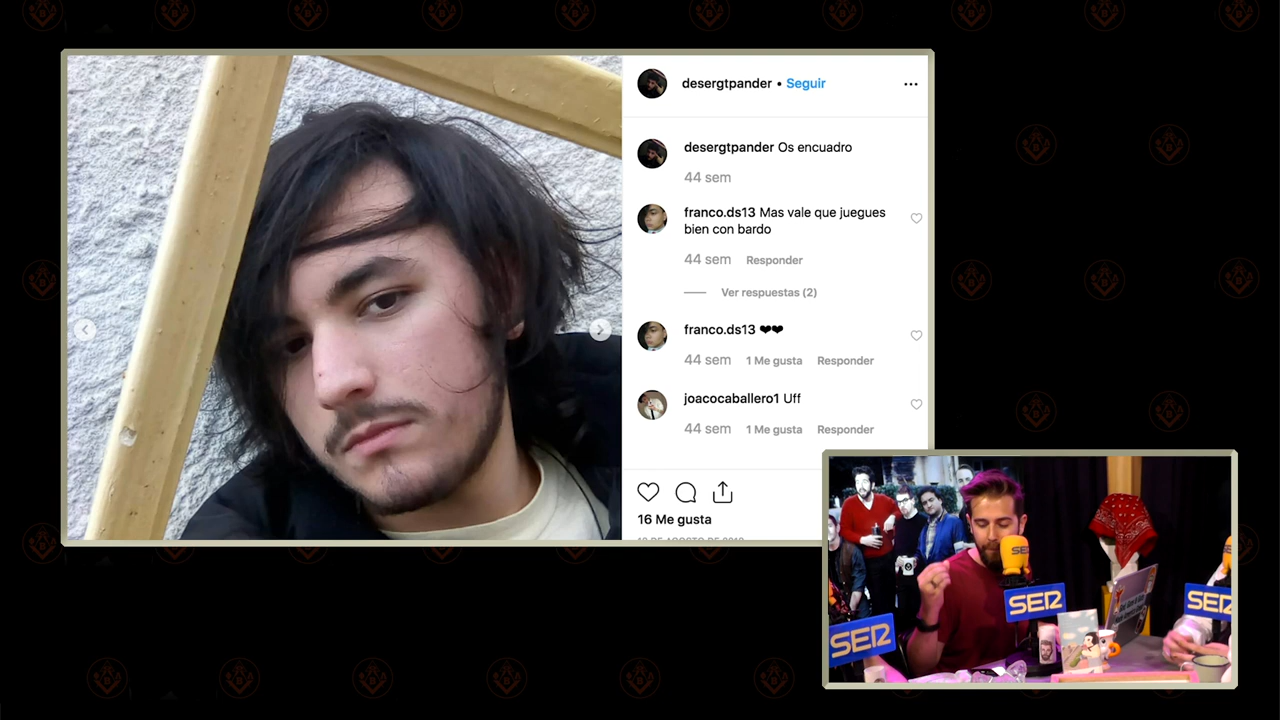 desergtpander • Seguir
desergtpander Os encuadro
44 sem
franco.ds13 Mas vale que juegues
bien con bardo
44 sem Responder
Ver respuestas (2)
franco.ds13 ❤❤
44 sem 1 Me gusta Responder
joacocaballero1 Uff
44 sem 1 Me gusta Responder
16 Me gusta
SER
SER
SER
SER